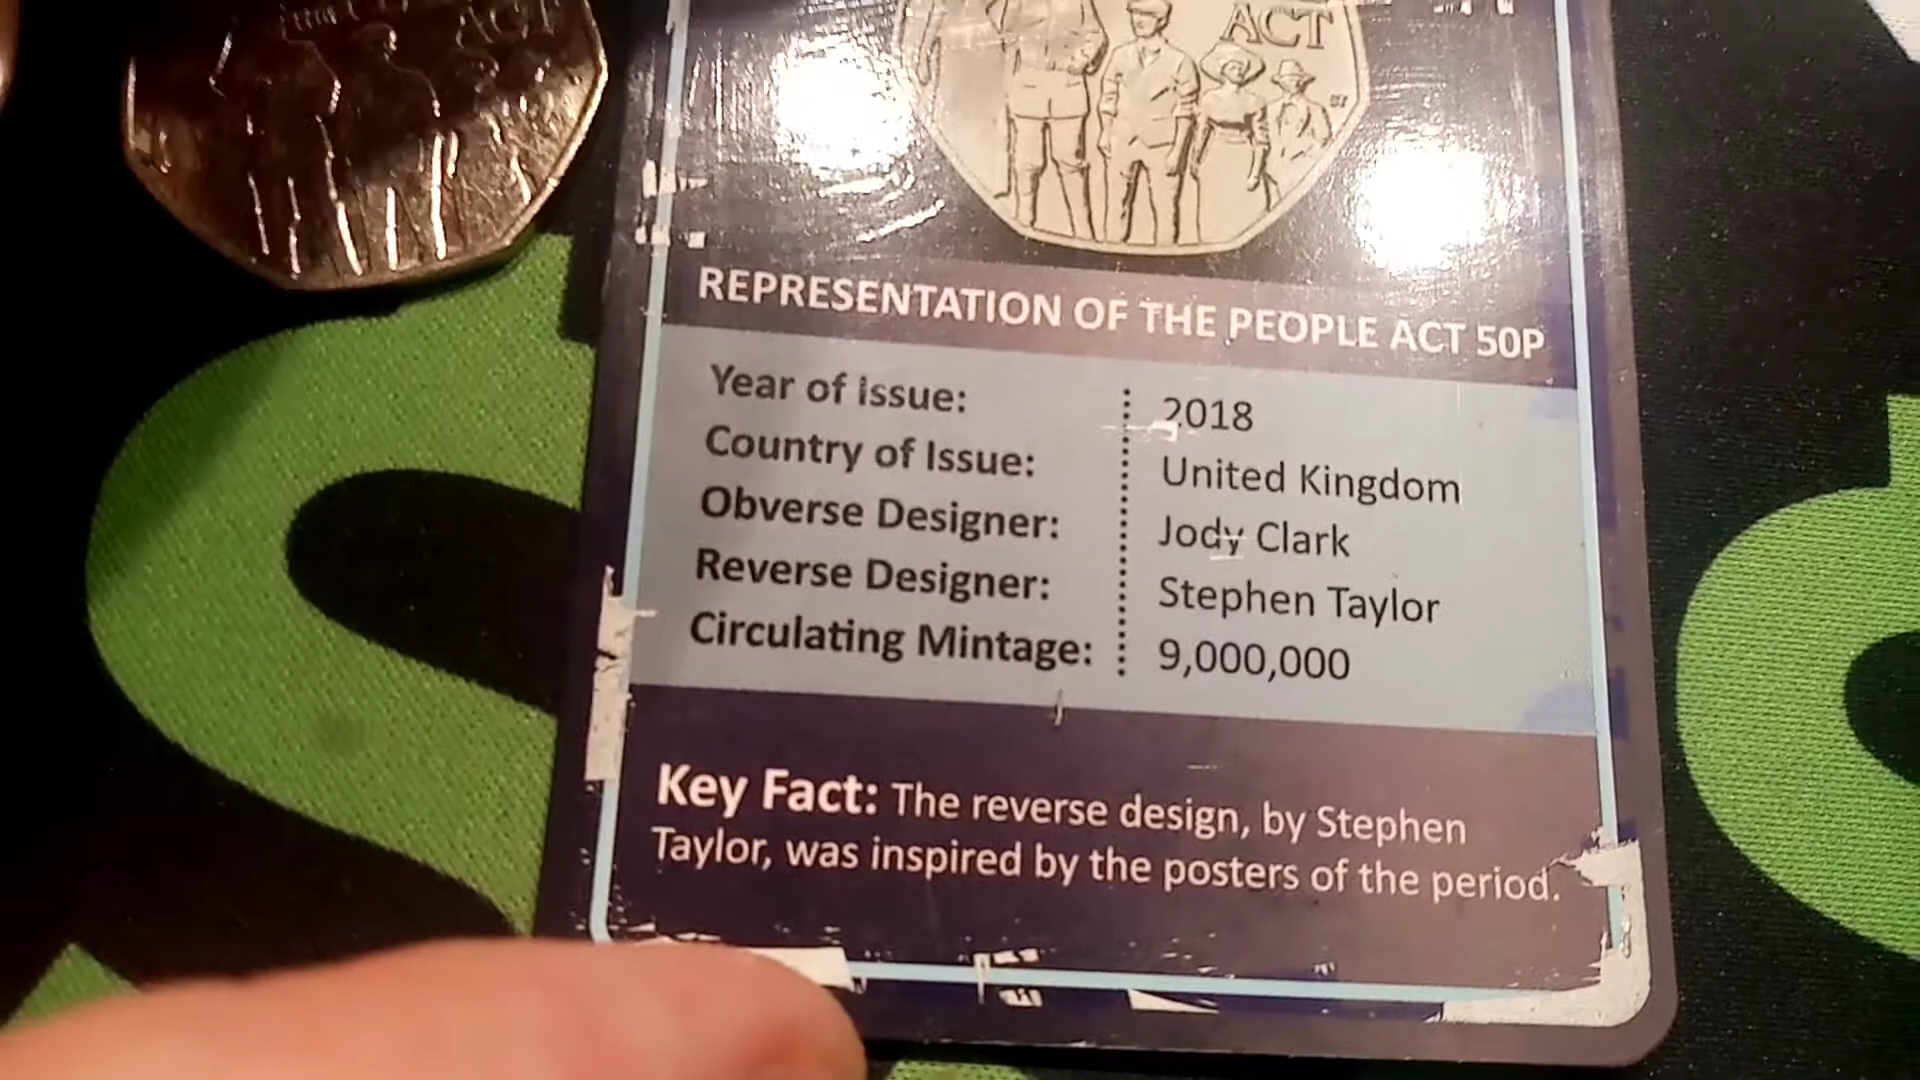 ACT
ACT
ST
REPRESENTATION OF THE PEOPLE ACT 50P
Year of issue: 2018
Country of Issue: United Kingdom
Obverse Designer: Jody Clark
Reverse Designer: Stephen Taylor
Circulating Mintage: 9,000,000
Key Fact: The reverse design, by Stephen
Taylor, was inspired by the posters of the period.